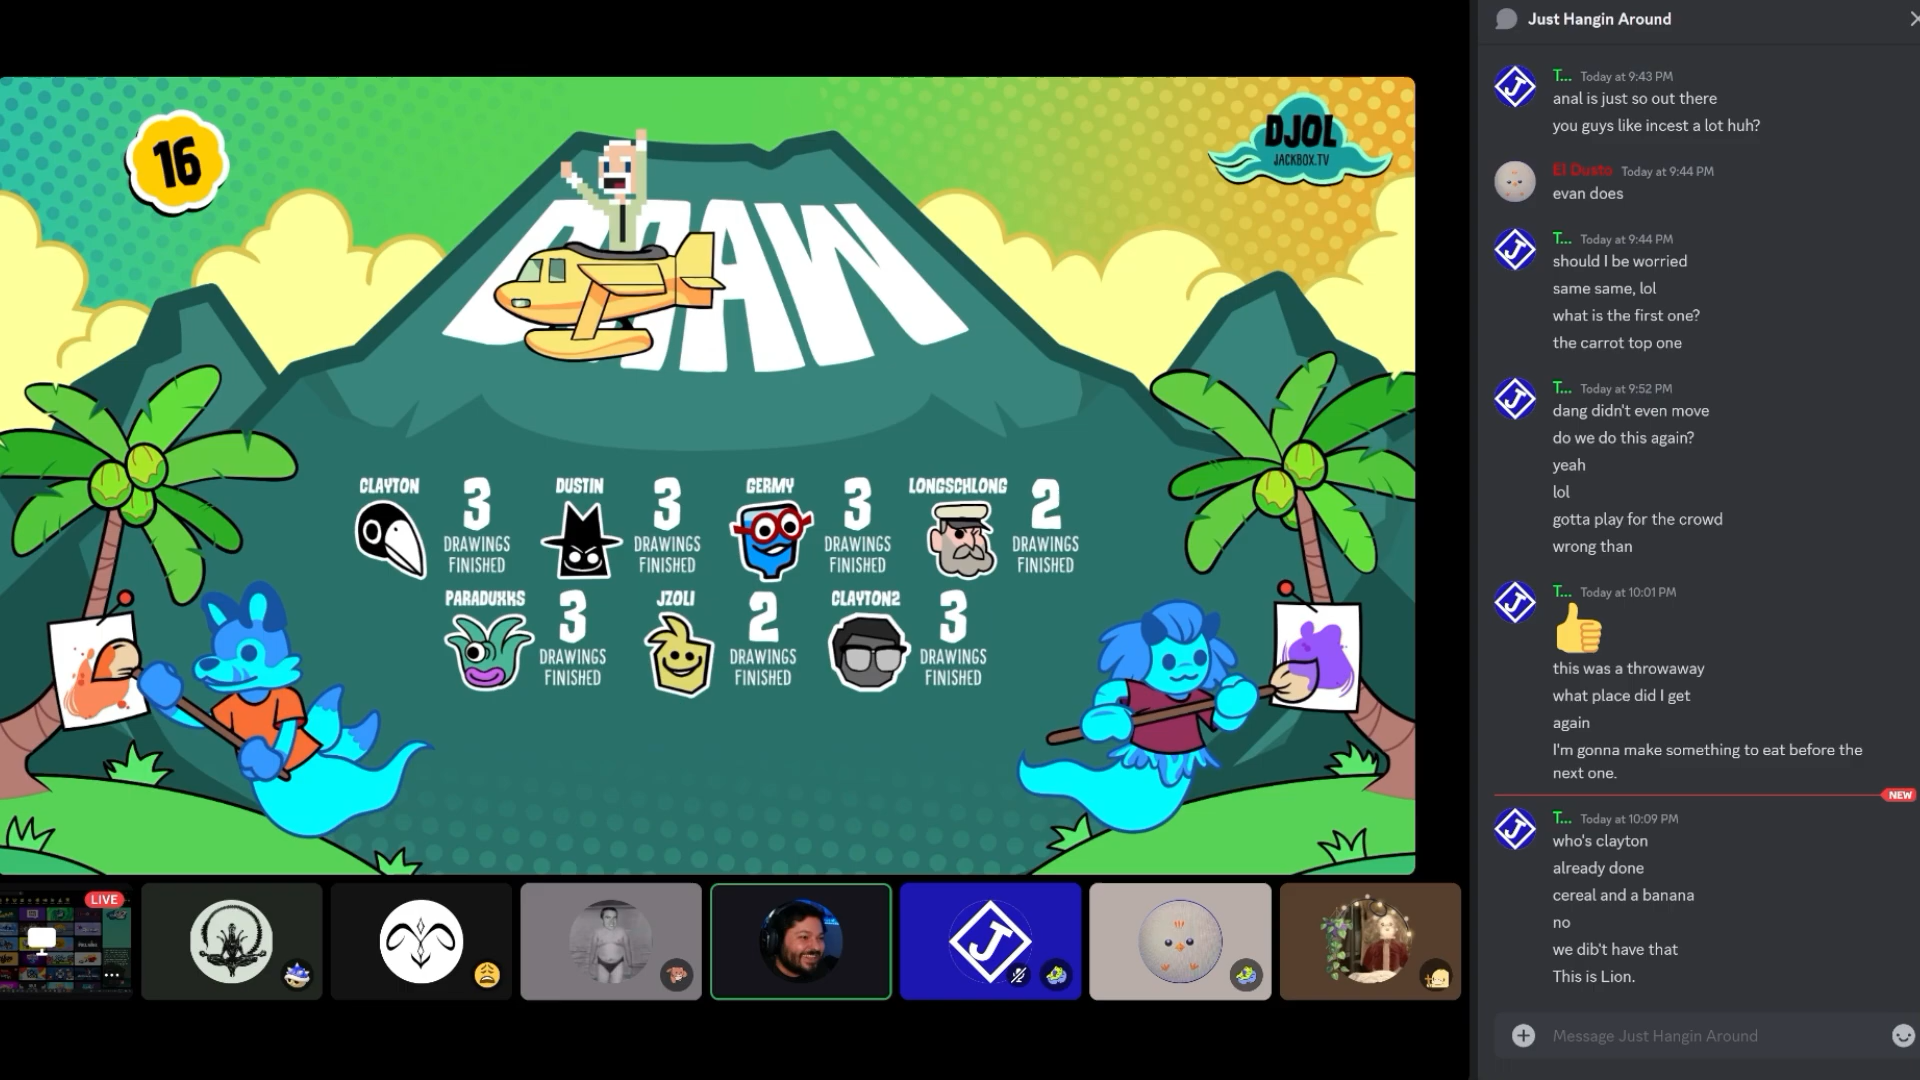 16
DRAW
DJOL
JACKBOX.TV
CLAYTON
3
DRAWINGS
FINISHED
DUSTIN
3
DRAWINGS
FINISHED
GERMY
3
DRAWINGS
FINISHED
LONGSCHLONG
2
DRAWINGS
FINISHED
PARADUXKS
3
DRAWINGS
FINISHED
JZOLI
2
DRAWINGS
FINISHED
CLAYTON2
3
DRAWINGS
FINISHED
LIVE
J
Just Hangin Around
T... Today at 9:43 PM
anal is just so out there
you guys like incest a lot huh?
El Dusto Today at 9:44 PM
evan does
T... Today at 9:44 PM
should I be worried
same same, lol
what is the first one?
the carrot top one
T... Today at 9:52 PM
dang didn't even move
do we do this again?
yeah
lol
gotta play for the crowd
wrong than
T... Today at 10:01 PM
this was a throwaway
what place did I get
again
I'm gonna make something to eat before the
next one.
NEW
T... Today at 10:09 PM
who's clayton
already done
cereal and a banana
no
we dib't have that
This is Lion.
Message Just Hangin Around